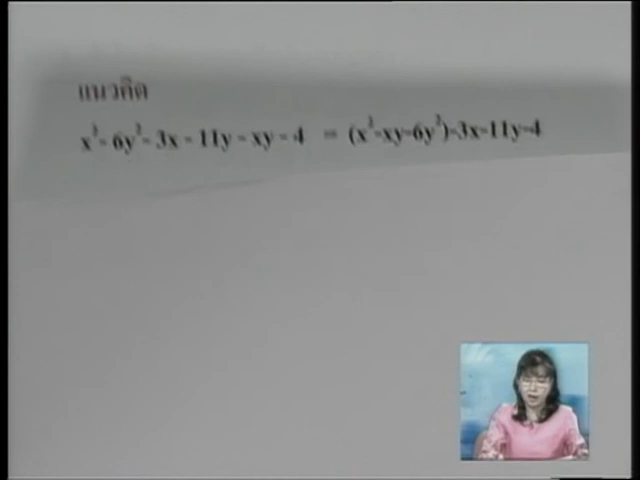 แนวคิด
x²- 6y²- 3x - 11y - xy - 4 = (x²-xy-6y²)-3x-11y-4